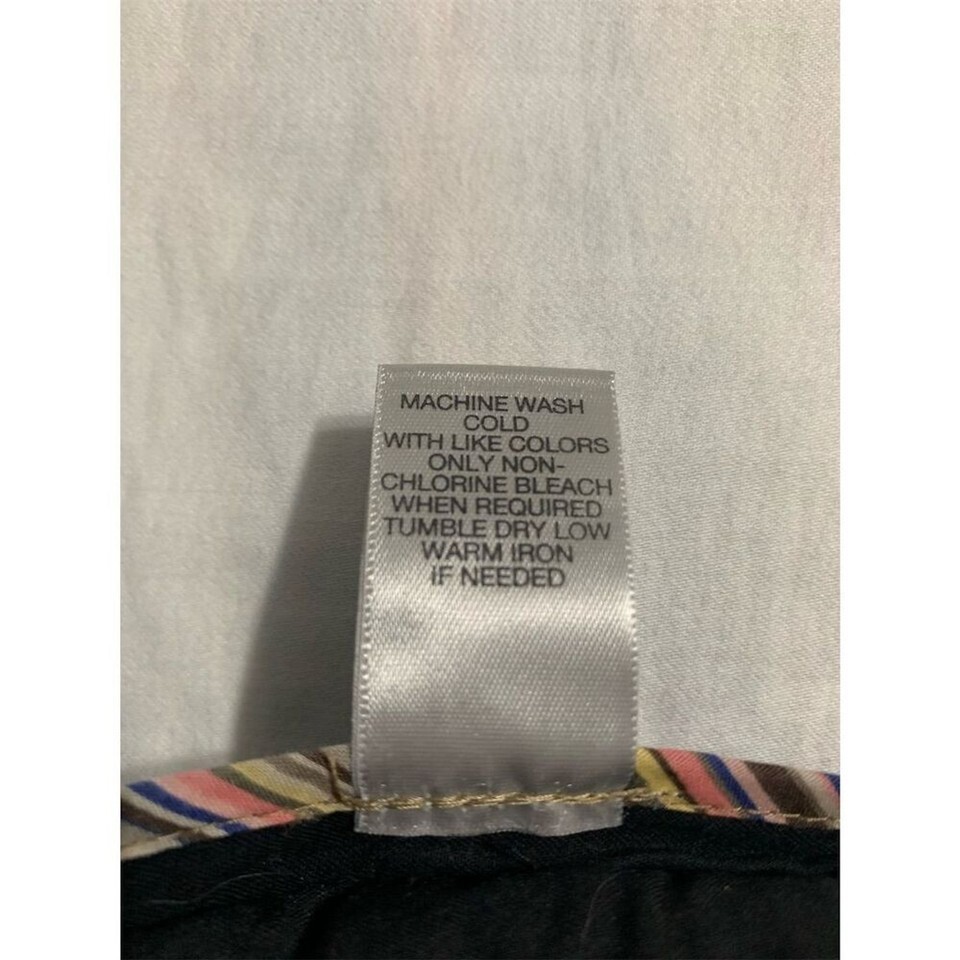 MACHINE WASH
COLD
WITH LIKE COLORS
ONLY NON-
CHLORINE BLEACH
WHEN REQUIRED
TUMBLE DRY LOW
WARM IRON
IF NEEDED